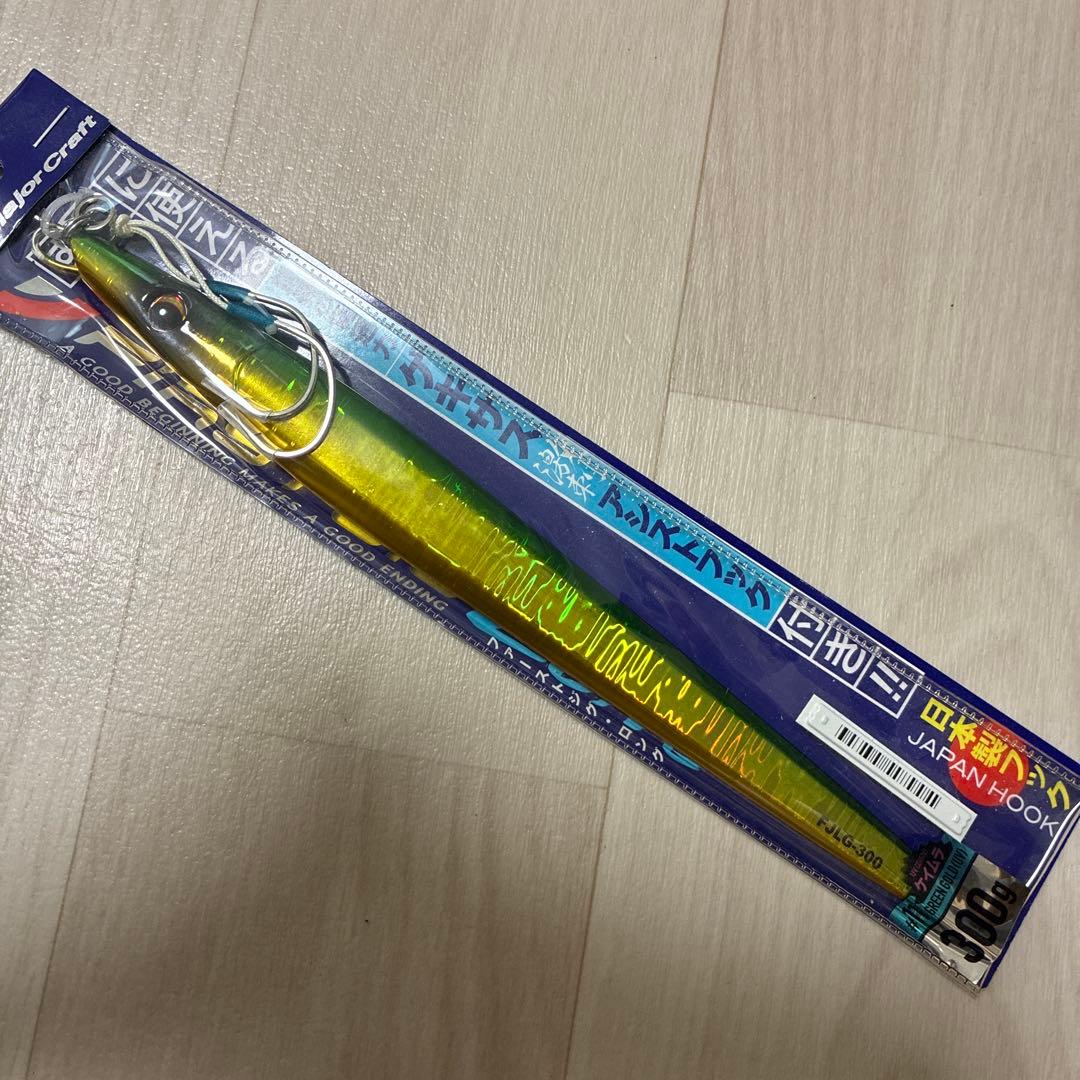 Major Craft
に使える
ゲキサス
アシストフック
付き!!
A GOOD BEGINNING MAKES A GOOD ENDING
ファーストジグ・ロング
日本製フック
JAPAN HOOK
FJLG-300
ケイムラ
GREEN GOLD(UV)
300g